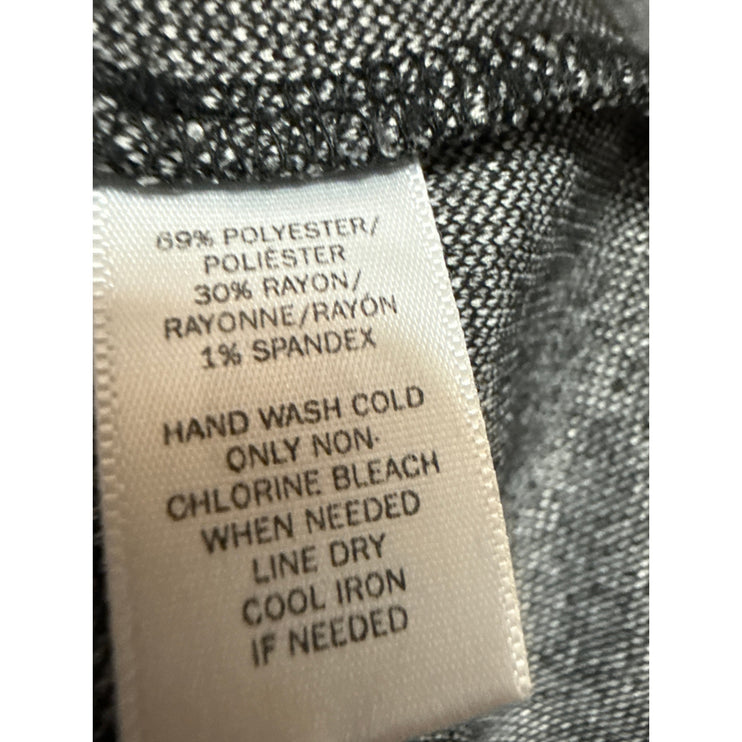 69% POLYESTER/
POLIÉSTER
30% RAYON/
RAYONNE/RAYÓN
1% SPANDEX
HAND WASH COLD
ONLY NON-
CHLORINE BLEACH
WHEN NEEDED
LINE DRY
COOL IRON
IF NEEDED